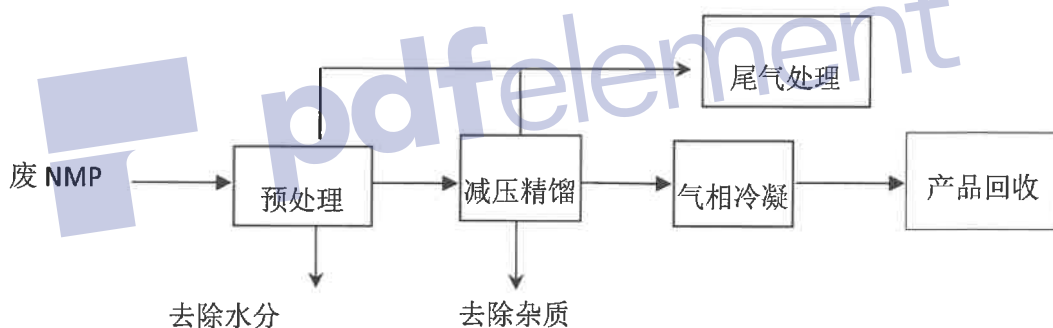 pdfelement
尾气处理
废 NMP
预处理
减压精馏
气相冷凝
产品回收
去除水分
去除杂质